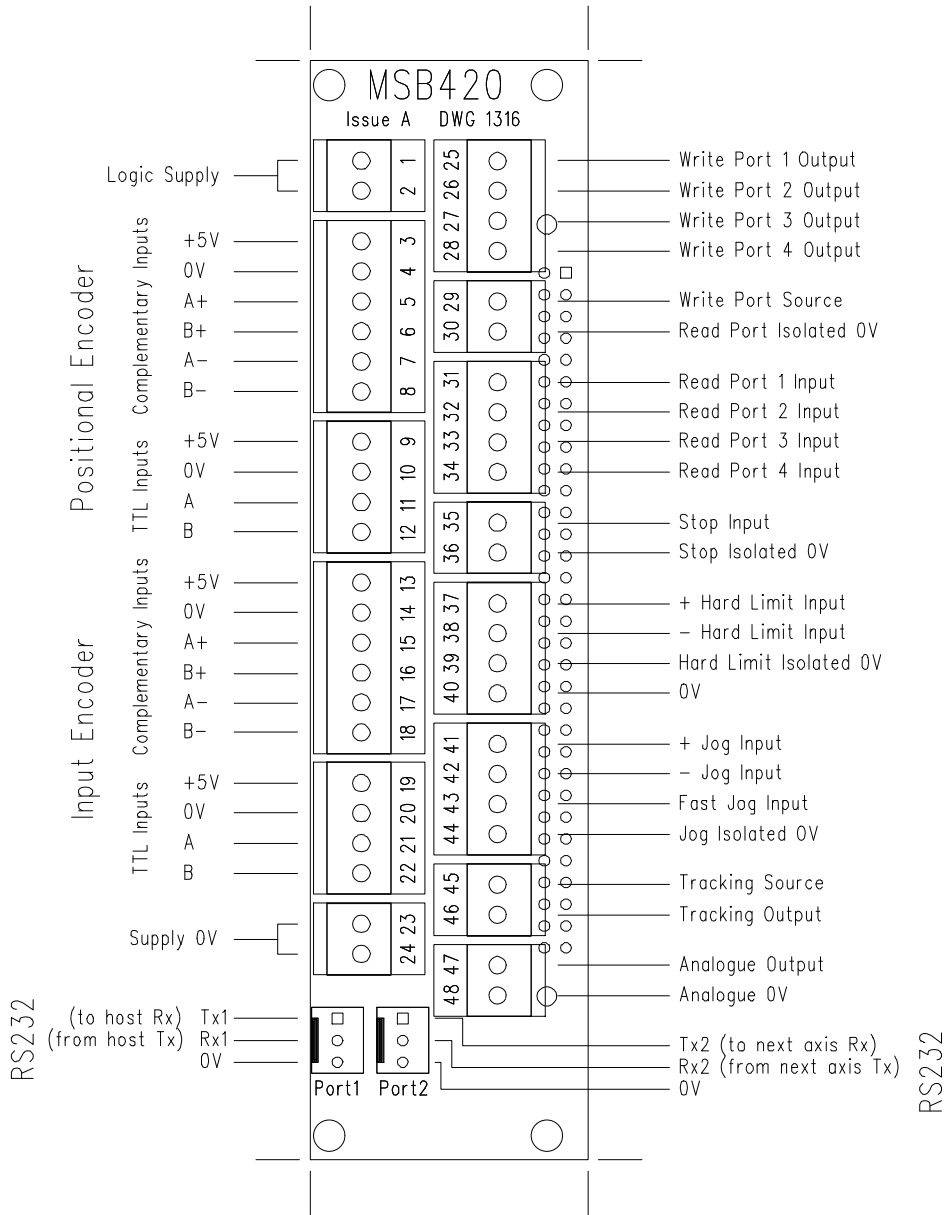 MSB420
Issue A DWG 1316
Logic Supply
1
2
Positional Encoder
Complementary Inputs
+5V 3
0V 4
A+ 5
B+ 6
A- 7
B- 8
TTL Inputs
+5V 9
0V 10
A 11
B 12
Input Encoder
Complementary Inputs
+5V 13
0V 14
A+ 15
B+ 16
A- 17
B- 18
TTL Inputs
+5V 19
0V 20
A 21
B 22
Supply 0V
23
24
RS232
(to host Rx) Tx1
(from host Tx) Rx1
0V
Port1 Port2
25 Write Port 1 Output
26 Write Port 2 Output
27 Write Port 3 Output
28 Write Port 4 Output
29 Write Port Source
30 Read Port Isolated 0V
31 Read Port 1 Input
32 Read Port 2 Input
33 Read Port 3 Input
34 Read Port 4 Input
35 Stop Input
36 Stop Isolated 0V
37 + Hard Limit Input
38 - Hard Limit Input
39 Hard Limit Isolated 0V
40 0V
41 + Jog Input
42 - Jog Input
43 Fast Jog Input
44 Jog Isolated 0V
45 Tracking Source
46 Tracking Output
47 Analogue Output
48 Analogue 0V
Tx2 (to next axis Rx)
Rx2 (from next axis Tx)
0V
RS232